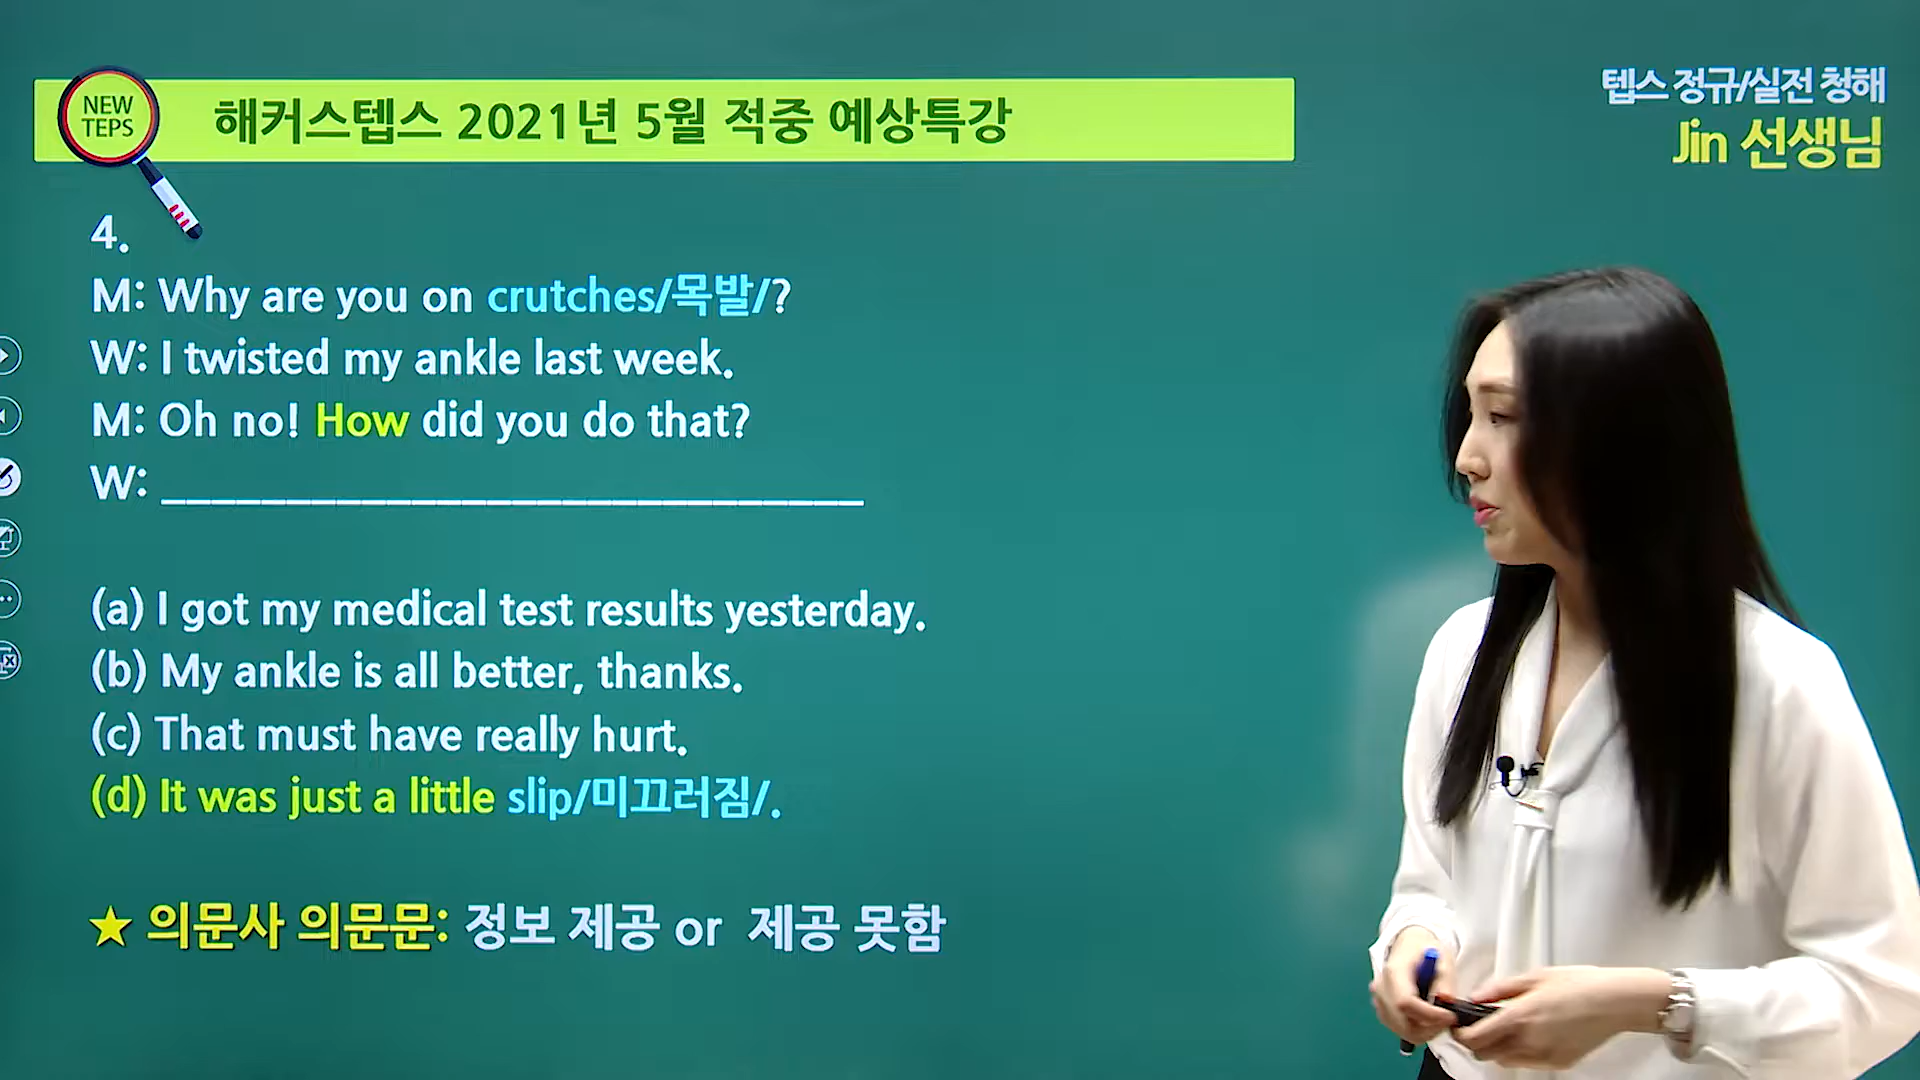 NEW
TEPS
해커스텝스 2021년 5월 적중 예상특강
텝스 정규/실전 청해
Jin 선생님
4.
M: Why are you on crutches/목발/?
W: I twisted my ankle last week.
M: Oh no! How did you do that?
W: ____________________________
(a) I got my medical test results yesterday.
(b) My ankle is all better, thanks.
(c) That must have really hurt.
(d) It was just a little slip/미끄러짐/.
★ 의문사 의문문: 정보 제공 or 제공 못함